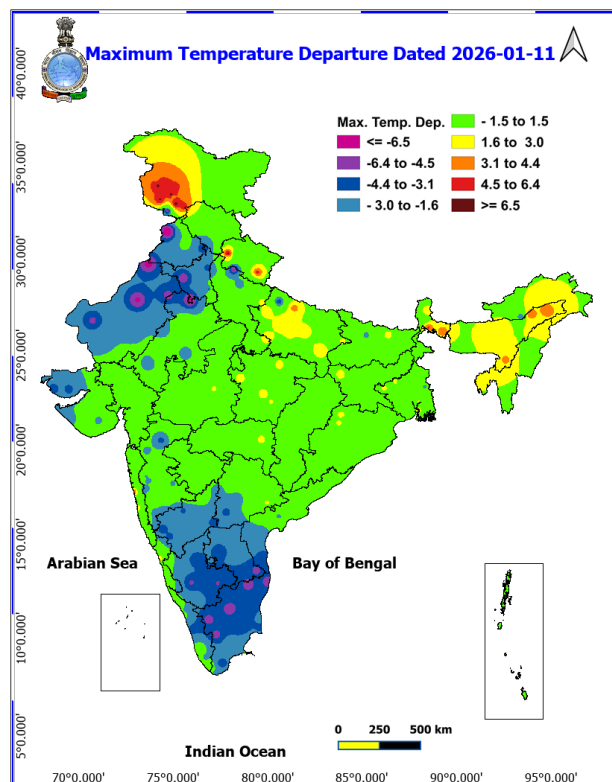 Maximum Temperature Departure Dated 2026-01-11
Max. Temp. Dep.
<= -6.5
-6.4 to -4.5
-4.4 to -3.1
- 3.0 to -1.6
- 1.5 to 1.5
1.6 to 3.0
3.1 to 4.4
4.5 to 6.4
>= 6.5
40°0.000'
35°0.000'
30°0.000'
25°0.000'
20°0.000'
15°0.000'
10°0.000'
5°0.000'
Arabian Sea
Bay of Bengal
Indian Ocean
0 250 500 km
70°0.000' 75°0.000' 80°0.000' 85°0.000' 90°0.000' 95°0.000'